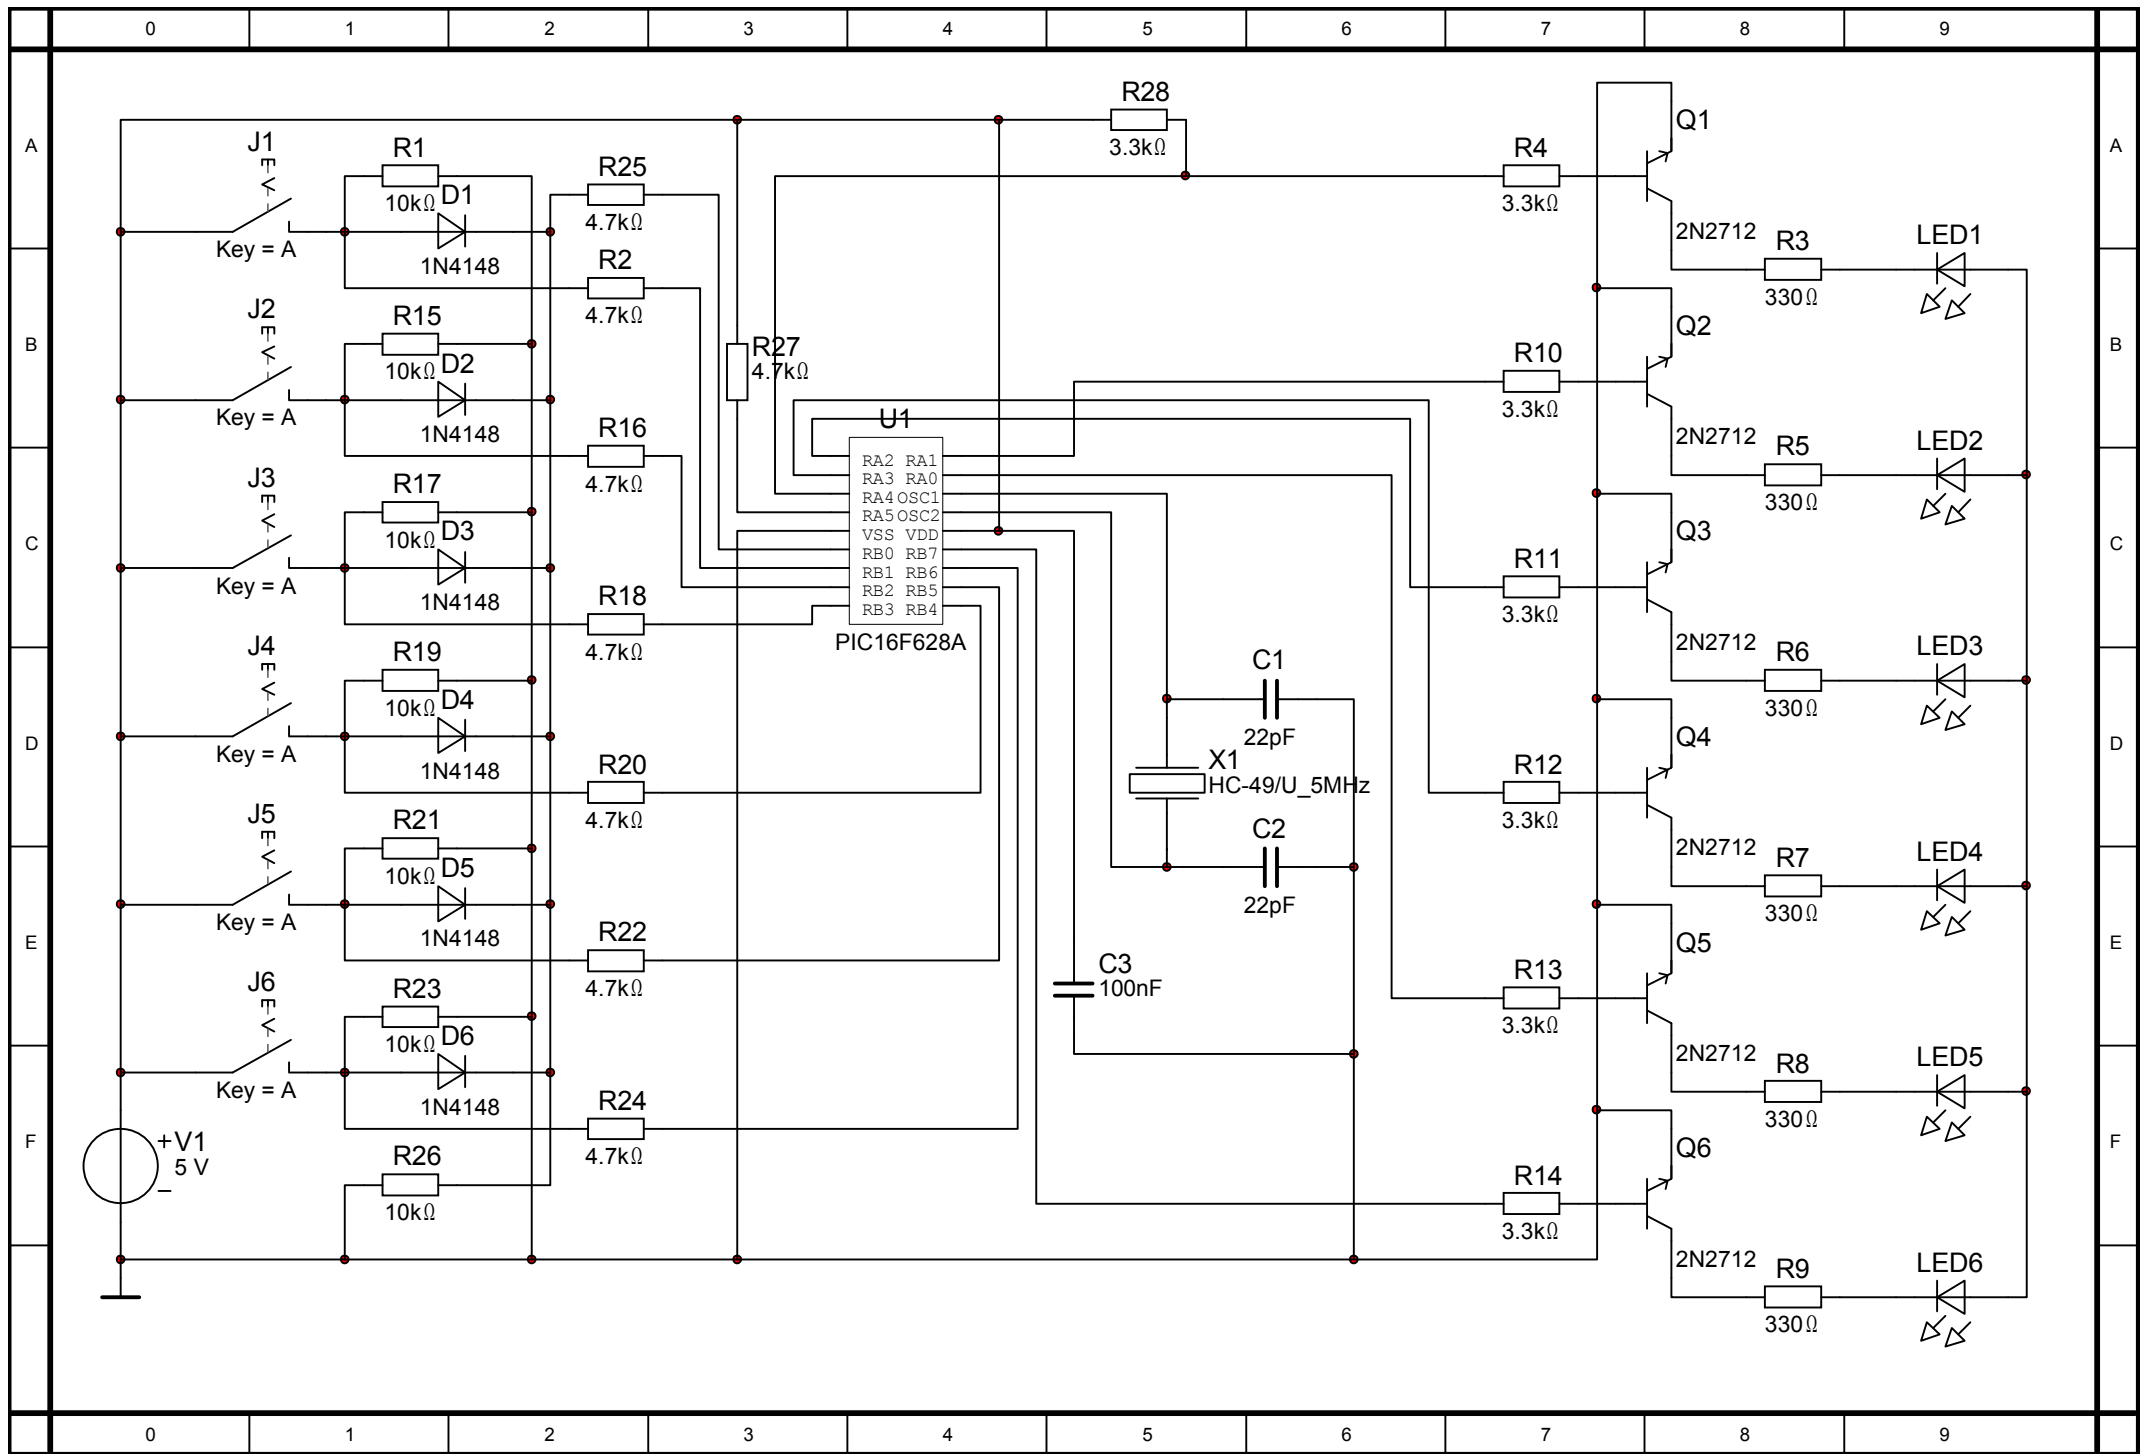 0 1 2 3 4 5 6 7 8 9
A
B
C
D
E
F
A
B
C
D
E
F
J1
Key = A
R1
10kΩ
D1
1N4148
R25
4.7kΩ
R2
4.7kΩ
J2
Key = A
R15
10kΩ
D2
1N4148
R16
4.7kΩ
J3
Key = A
R17
10kΩ
D3
1N4148
R18
4.7kΩ
J4
Key = A
R19
10kΩ
D4
1N4148
R20
4.7kΩ
J5
Key = A
R21
10kΩ
D5
1N4148
R22
4.7kΩ
J6
Key = A
R23
10kΩ
D6
1N4148
R24
4.7kΩ
+V1
5 V
–
R26
10kΩ
R27
4.7kΩ
R28
3.3kΩ
U1
RA2 RA1
RA3 RA0
RA4 OSC1
RA5 OSC2
VSS VDD
RB0 RB7
RB1 RB6
RB2 RB5
RB3 RB4
PIC16F628A
C1
22pF
X1
HC-49/U_5MHz
C2
22pF
C3
100nF
R4
3.3kΩ
Q1
2N2712
R3
330Ω
LED1
R10
3.3kΩ
Q2
2N2712
R5
330Ω
LED2
R11
3.3kΩ
Q3
2N2712
R6
330Ω
LED3
R12
3.3kΩ
Q4
2N2712
R7
330Ω
LED4
R13
3.3kΩ
Q5
2N2712
R8
330Ω
LED5
R14
3.3kΩ
Q6
2N2712
R9
330Ω
LED6
0 1 2 3 4 5 6 7 8 9